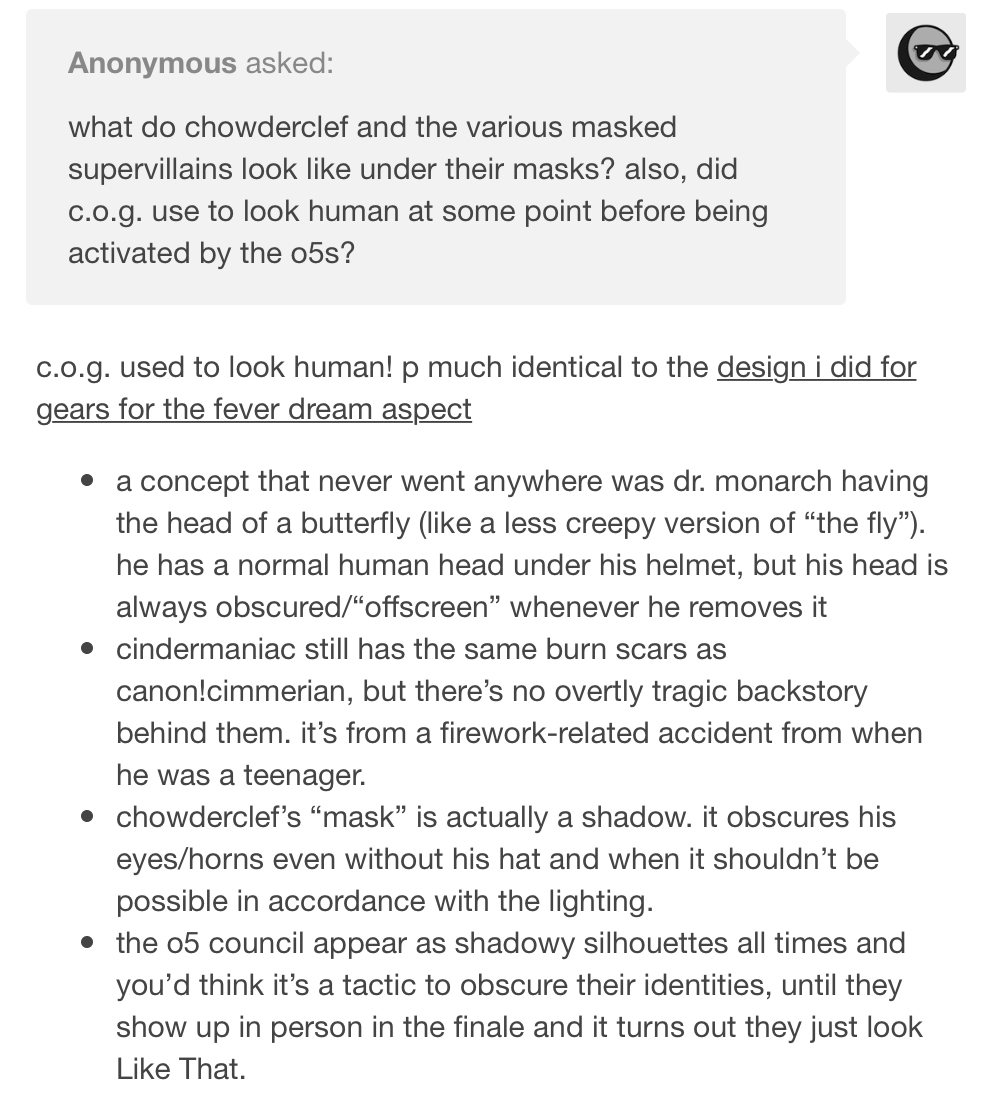 Anonymous asked:
what do chowderclef and the various masked
supervillains look like under their masks? also, did
c.o.g. use to look human at some point before being
activated by the o5s?
c.o.g. used to look human! p much identical to the design i did for
gears for the fever dream aspect
• a concept that never went anywhere was dr. monarch having
the head of a butterfly (like a less creepy version of “the fly”).
he has a normal human head under his helmet, but his head is
always obscured/“offscreen” whenever he removes it
• cindermaniac still has the same burn scars as
canon!cimmerian, but there’s no overtly tragic backstory
behind them. it’s from a firework-related accident from when
he was a teenager.
• chowderclef’s “mask” is actually a shadow. it obscures his
eyes/horns even without his hat and when it shouldn’t be
possible in accordance with the lighting.
• the o5 council appear as shadowy silhouettes all times and
you’d think it’s a tactic to obscure their identities, until they
show up in person in the finale and it turns out they just look
Like That.